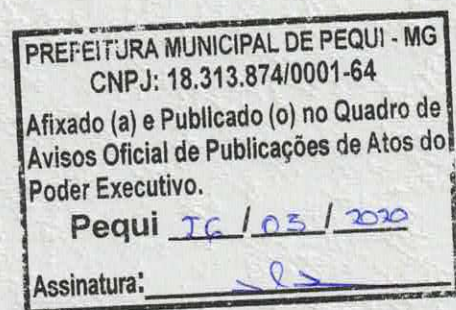 PREFEITURA MUNICIPAL DE PEQUI - MG
CNPJ: 18.313.874/0001-64
Afixado (a) e Publicado (o) no Quadro de
Avisos Oficial de Publicações de Atos do
Poder Executivo.
Pequi / 03 / 2020
Assinatura: